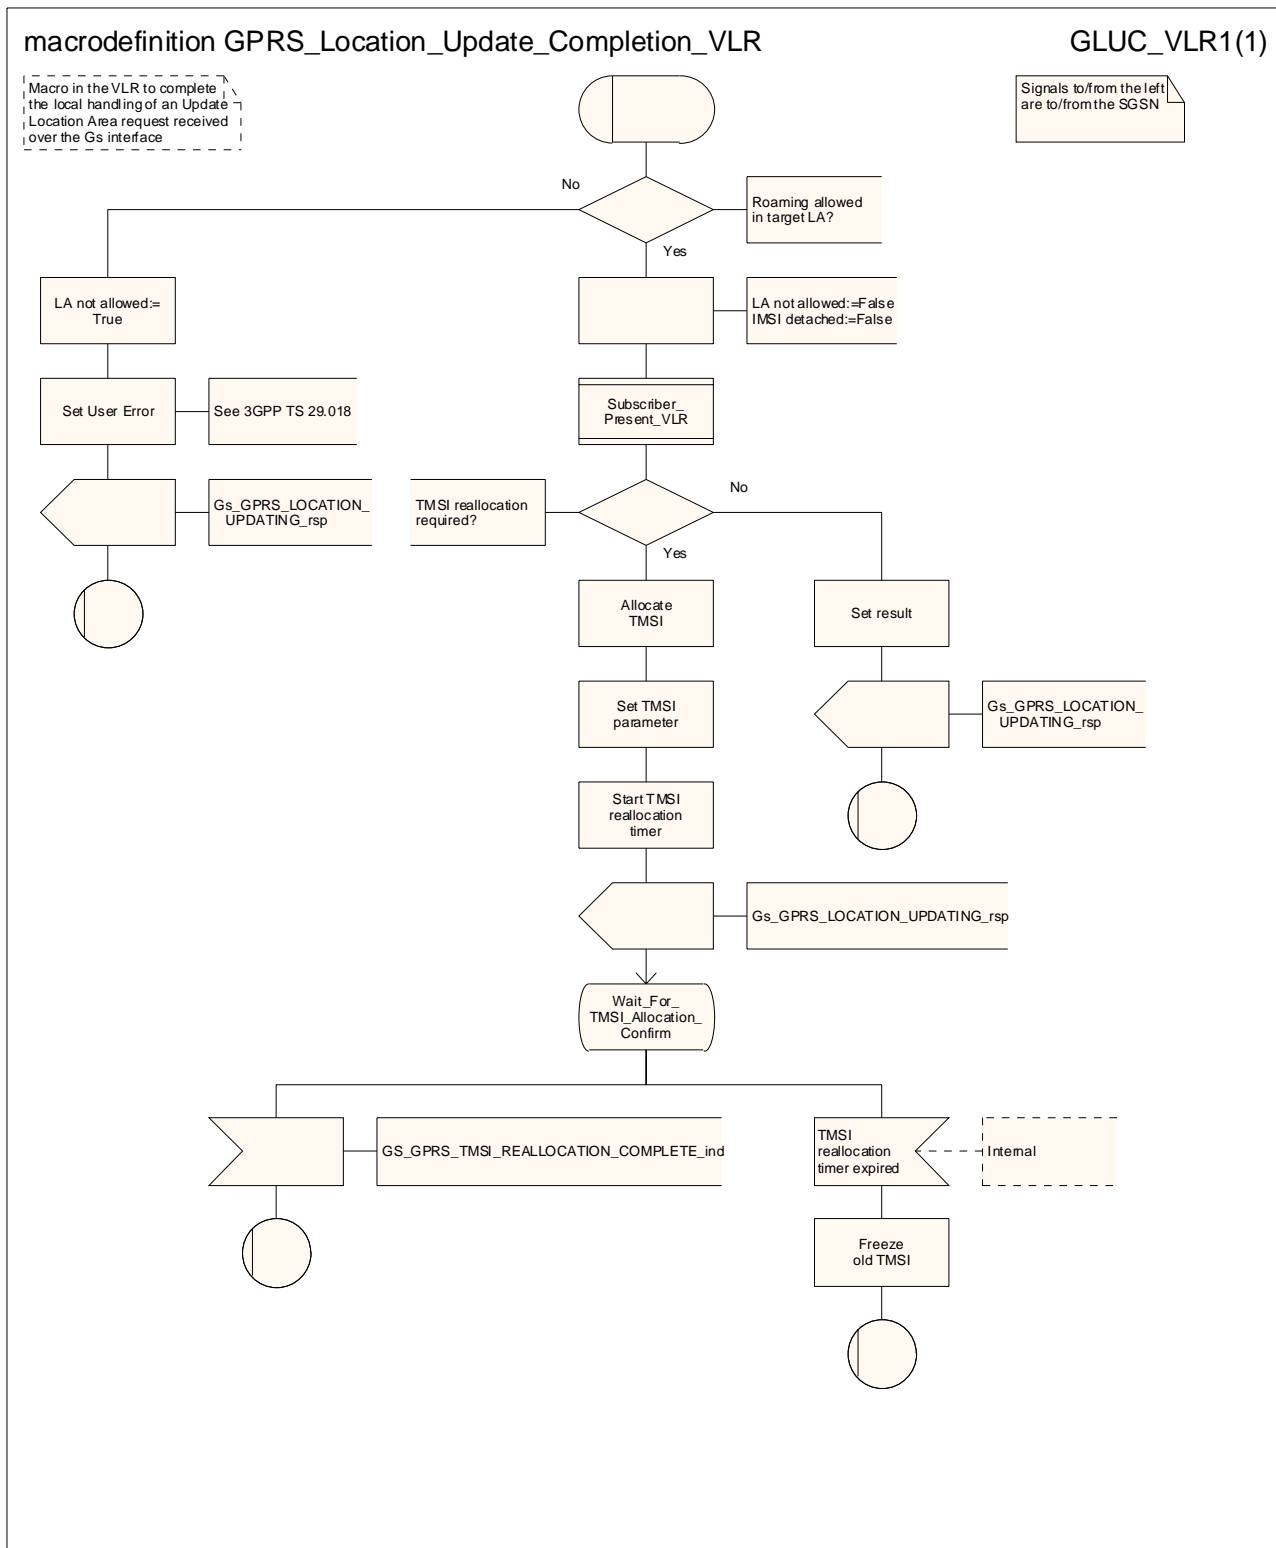 macrodefinition GPRS_Location_Update_Completion_VLR
GLUC_VLR1(1)
Macro in the VLR to complete
the local handling of an Update
Location Area request received
over the Gs interface
Signals to/from the left
are to/from the SGSN
No
Roaming allowed
in target LA?
Yes
LA not allowed:=
True
LA not allowed:=False
IMSI detached:=False
Set User Error
See 3GPP TS 29.018
Subscriber_
Present_VLR
Gs_GPRS_LOCATION_
UPDATING_rsp
TMSI reallocation
required?
No
Yes
Allocate
TMSI
Set result
Set TMSI
parameter
Gs_GPRS_LOCATION_
UPDATING_rsp
Start TMSI
reallocation
timer
Gs_GPRS_LOCATION_UPDATING_rsp
Wait_For_
TMSI_Allocation_
Confirm
GS_GPRS_TMSI_REALLOCATION_COMPLETE_ind
TMSI
reallocation
timer expired
Internal
Freeze
old TMSI